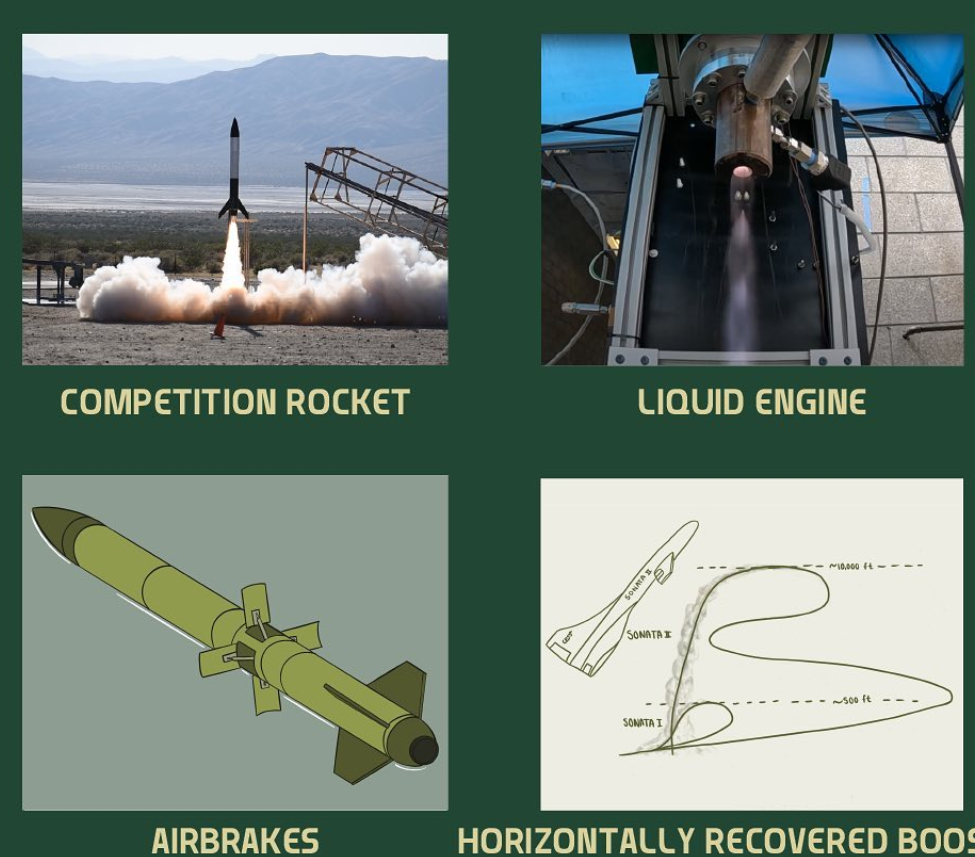 COMPETITION ROCKET
LIQUID ENGINE
SONATA II
~10,000 ft
SONATA II
~500 ft
SONATA I
AIRBRAKES
HORIZONTALLY RECOVERED BOOS